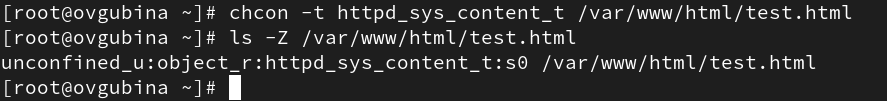 [root@ovgubina ~]# chcon -t httpd_sys_content_t /var/www/html/test.html
[root@ovgubina ~]# ls -Z /var/www/html/test.html
unconfined_u:object_r:httpd_sys_content_t:s0 /var/www/html/test.html
[root@ovgubina ~]#